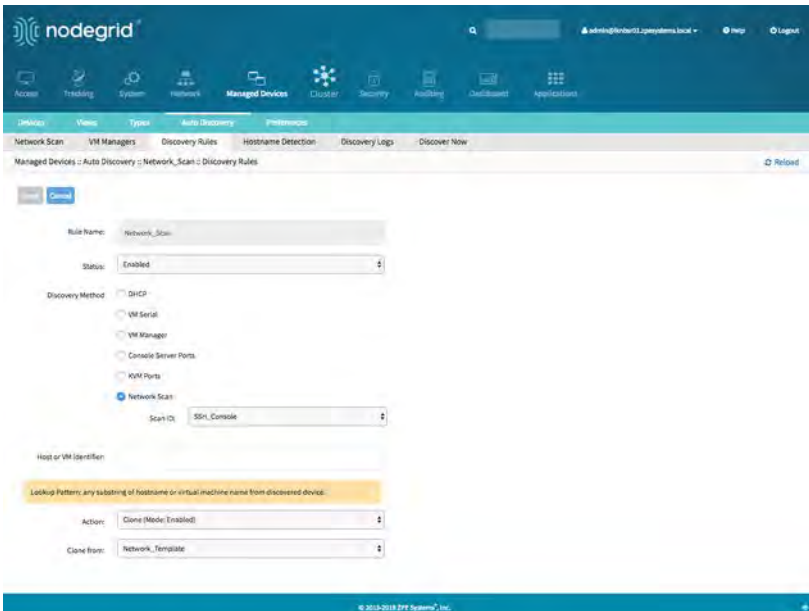 nodegrid
admin@forster01.zpesystems.local Help Logout
Access Tracking System Network Managed Devices Cluster Security Auditing Dashboard Applications
Devices Views Types Auto Discovery Preferences
Network Scan VM Managers Discovery Rules Hostname Detection Discovery Logs Discover Now
Managed Devices :: Auto Discovery :: Network_Scan :: Discovery Rules Reload
Save Cancel
Rule Name: Network_Scan
Status: Enabled
Discovery Method DHCP
VM Serial
VM Manager
Console Server Ports
KVM Ports
Network Scan
Scan ID: SSH_Console
Host or VM Identifier:
Lookup Pattern: any substring of hostname or virtual machine name from discovered device.
Action: Clone (Mode: Enabled)
Clone from: Network_Template
© 2013-2018 ZPE Systems®, Inc.